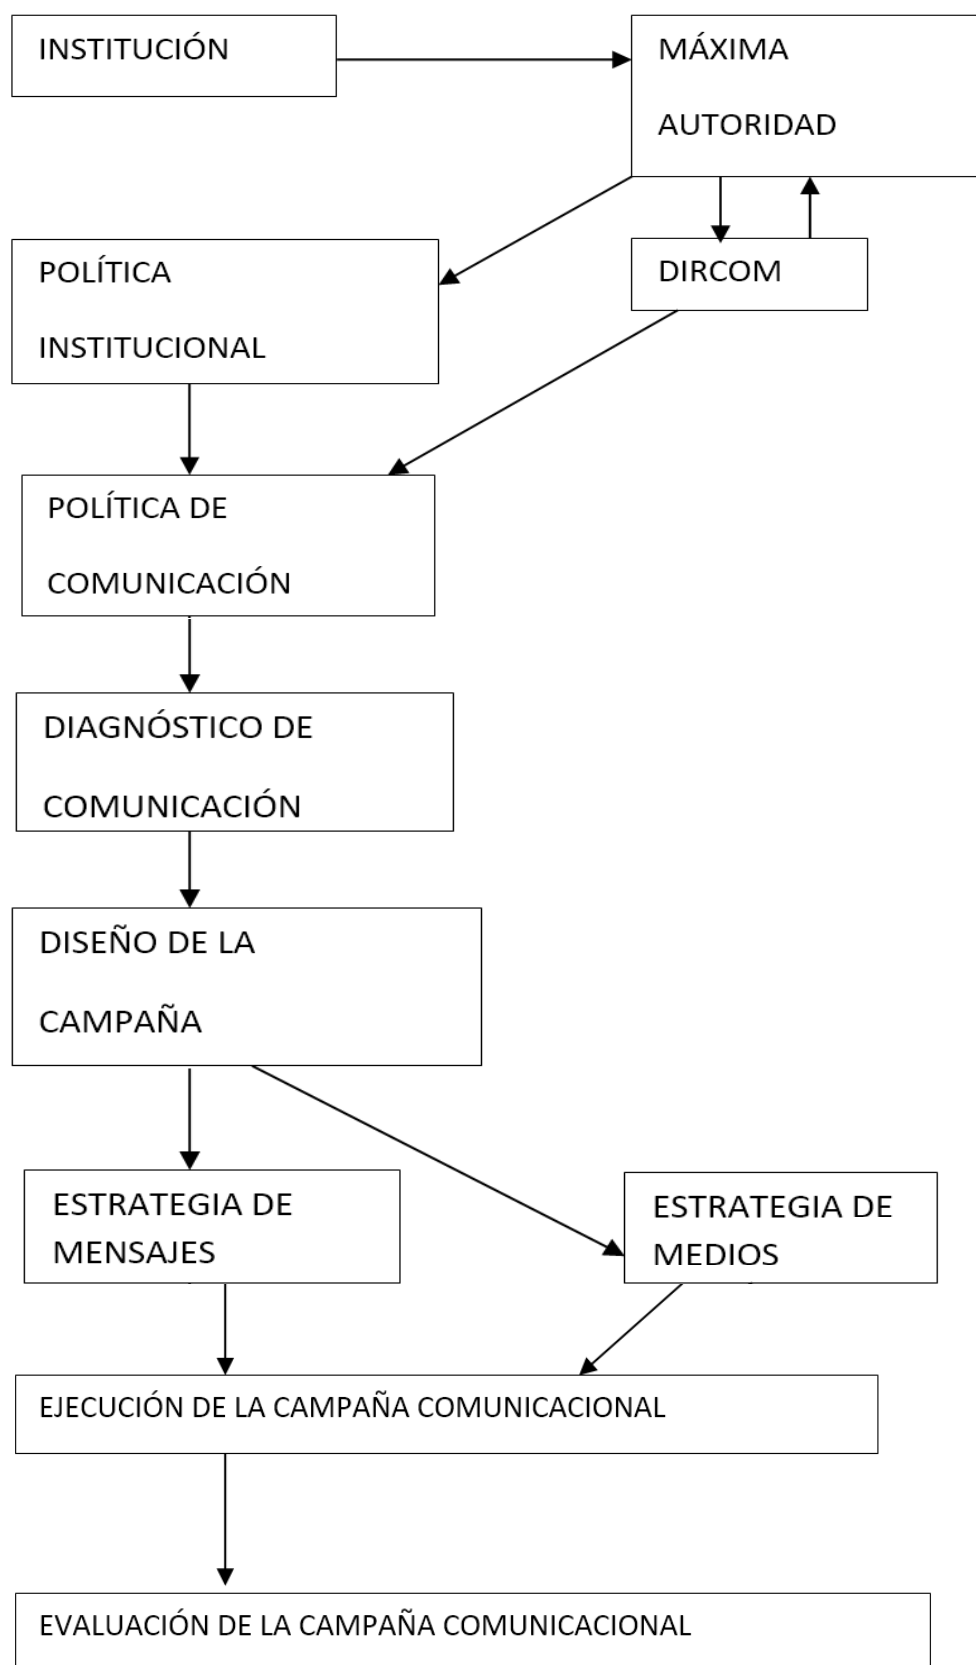 INSTITUCIÓN
MÁXIMA
AUTORIDAD
POLÍTICA
INSTITUCIONAL
DIRCOM
POLÍTICA DE
COMUNICACIÓN
DIAGNÓSTICO DE
COMUNICACIÓN
DISEÑO DE LA
CAMPAÑA
ESTRATEGIA DE
MENSAJES
ESTRATEGIA DE
MEDIOS
EJECUCIÓN DE LA CAMPAÑA COMUNICACIONAL
EVALUACIÓN DE LA CAMPAÑA COMUNICACIONAL